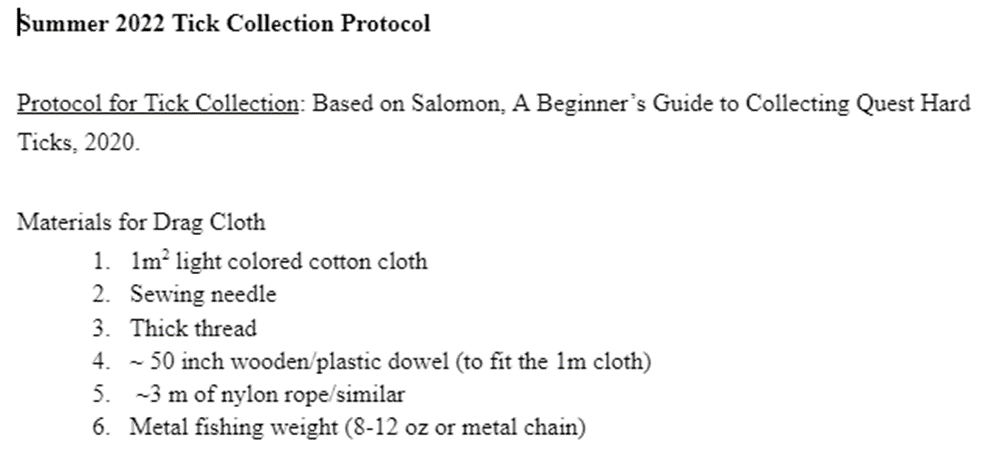 Summer 2022 Tick Collection Protocol
Protocol for Tick Collection: Based on Salomon, A Beginner's Guide to Collecting Quest Hard
Ticks, 2020.
Materials for Drag Cloth
1. 1m² light colored cotton cloth
2. Sewing needle
3. Thick thread
4. ~ 50 inch wooden/plastic dowel (to fit the 1m cloth)
5. ~3 m of nylon rope/similar
6. Metal fishing weight (8-12 oz or metal chain)